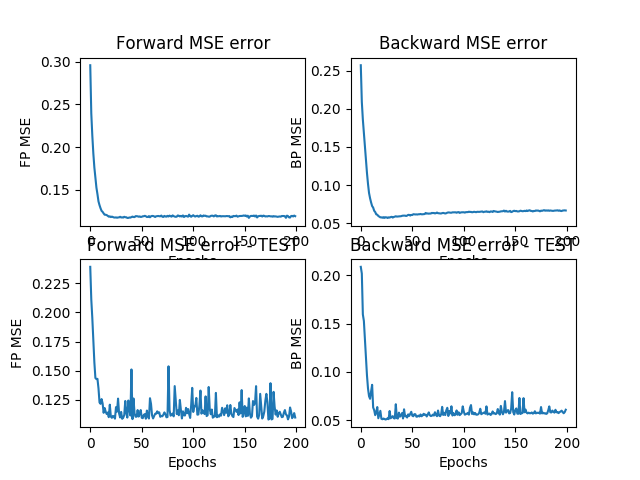 Forward MSE error
FP MSE
0.30
0.25
0.20
0.15
0 50 100 150 200
Epochs
Backward MSE error
BP MSE
0.25
0.20
0.15
0.10
0.05
0 50 100 150 200
Epochs
Forward MSE error - TEST
FP MSE
0.225
0.200
0.175
0.150
0.125
0 50 100 150 200
Epochs
Backward MSE error - TEST
BP MSE
0.20
0.15
0.10
0.05
0 50 100 150 200
Epochs